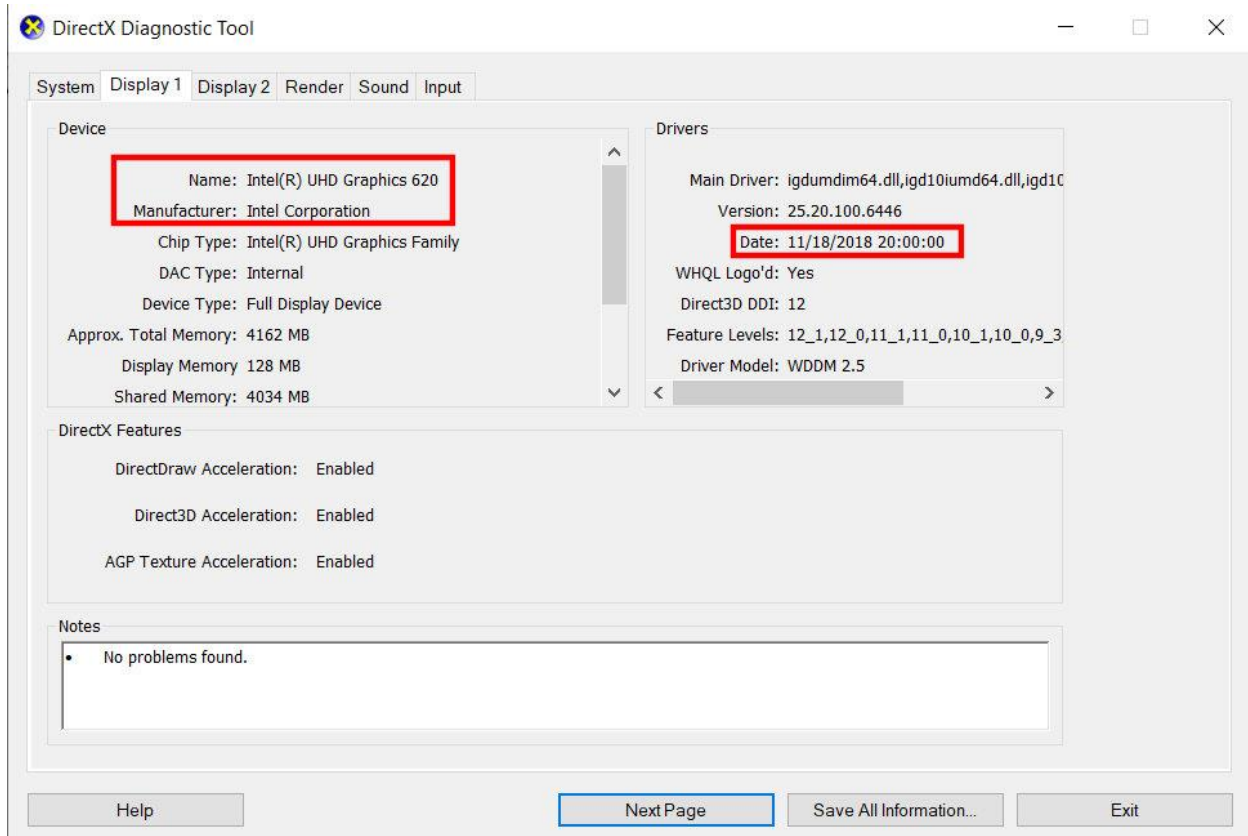 DirectX Diagnostic Tool
System Display 1 Display 2 Render Sound Input
Device
Name: Intel(R) UHD Graphics 620
Manufacturer: Intel Corporation
Chip Type: Intel(R) UHD Graphics Family
DAC Type: Internal
Device Type: Full Display Device
Approx. Total Memory: 4162 MB
Display Memory 128 MB
Shared Memory: 4034 MB
Drivers
Main Driver: igdumdim64.dll,igd10iumd64.dll,igd10
Version: 25.20.100.6446
Date: 11/18/2018 20:00:00
WHQL Logo'd: Yes
Direct3D DDI: 12
Feature Levels: 12_1,12_0,11_1,11_0,10_1,10_0,9_3
Driver Model: WDDM 2.5
DirectX Features
DirectDraw Acceleration: Enabled
Direct3D Acceleration: Enabled
AGP Texture Acceleration: Enabled
Notes
• No problems found.
Help Next Page Save All Information... Exit